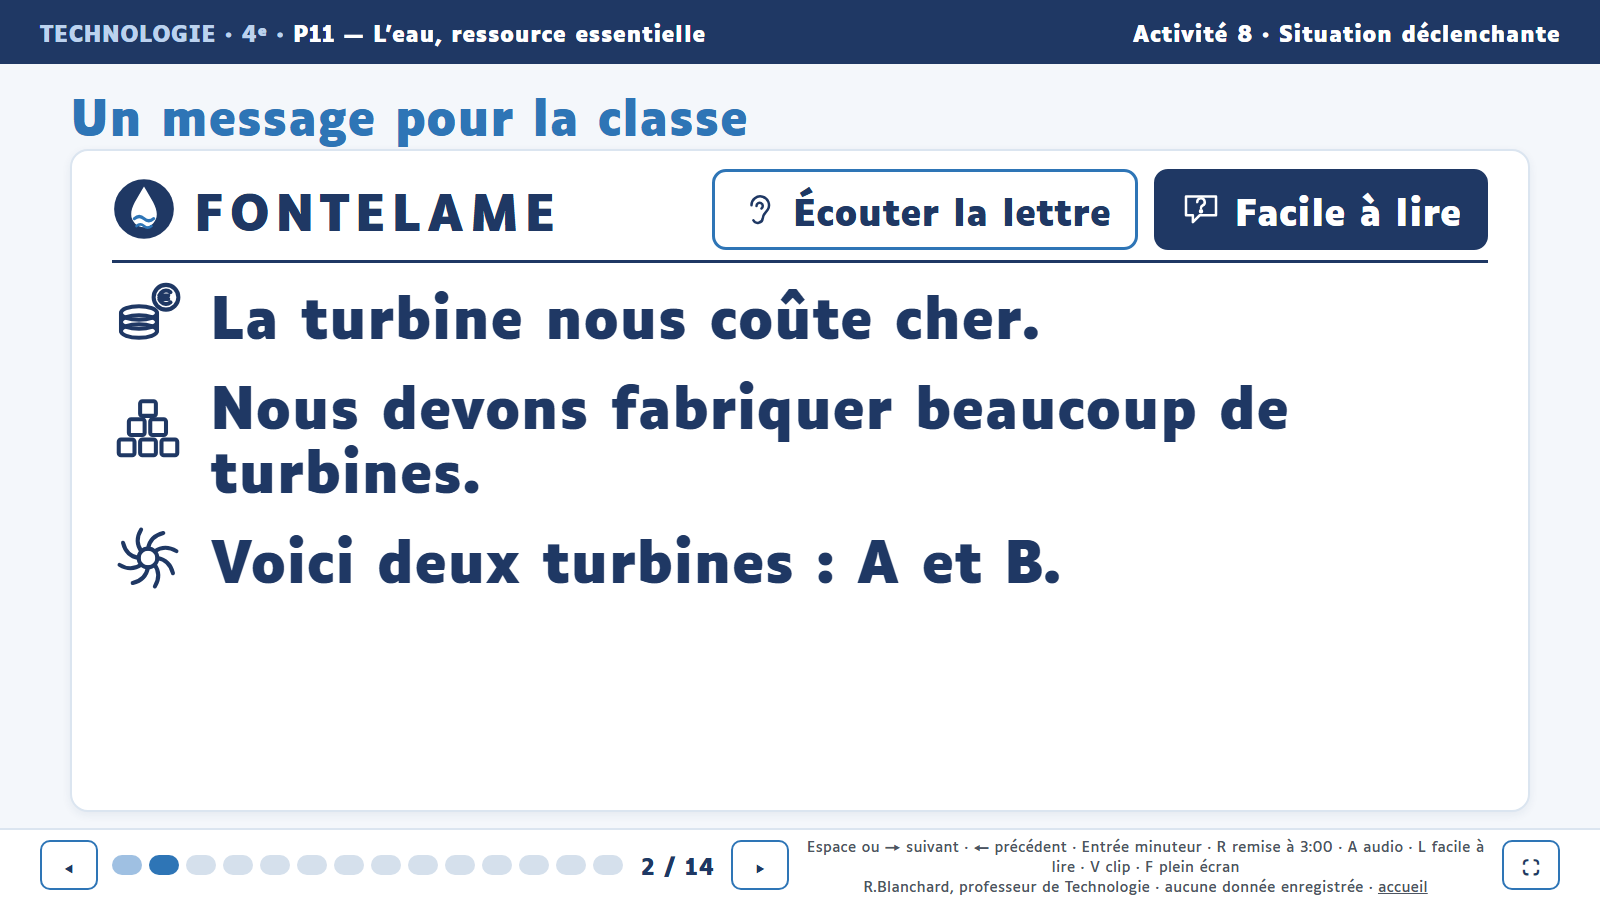 TECHNOLOGIE · 4ᵉ · P11 — L’eau, ressource essentielle
Activité 8 · Situation déclenchante
Un message pour la classe
FONTELAME
Écouter la lettre
Facile à lire
La turbine nous coûte cher.
Nous devons fabriquer beaucoup de
turbines.
Voici deux turbines : A et B.
2 / 14
Espace ou → suivant · ← précédent · Entrée minuteur · R remise à 3:00 · A audio · L facile à
lire · V clip · F plein écran
R.Blanchard, professeur de Technologie · aucune donnée enregistrée · accueil